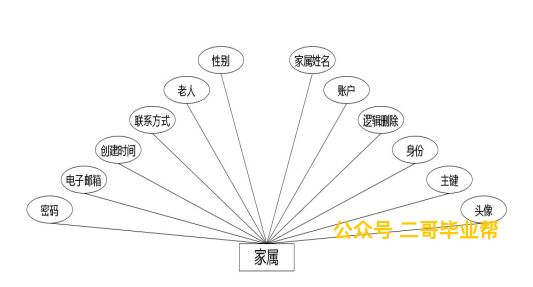 性别
家属姓名
老人
账户
联系方式
逻辑删除
创建时间
身份
电子邮箱
主键
密码
头像
公众号 二哥毕业帮
家属